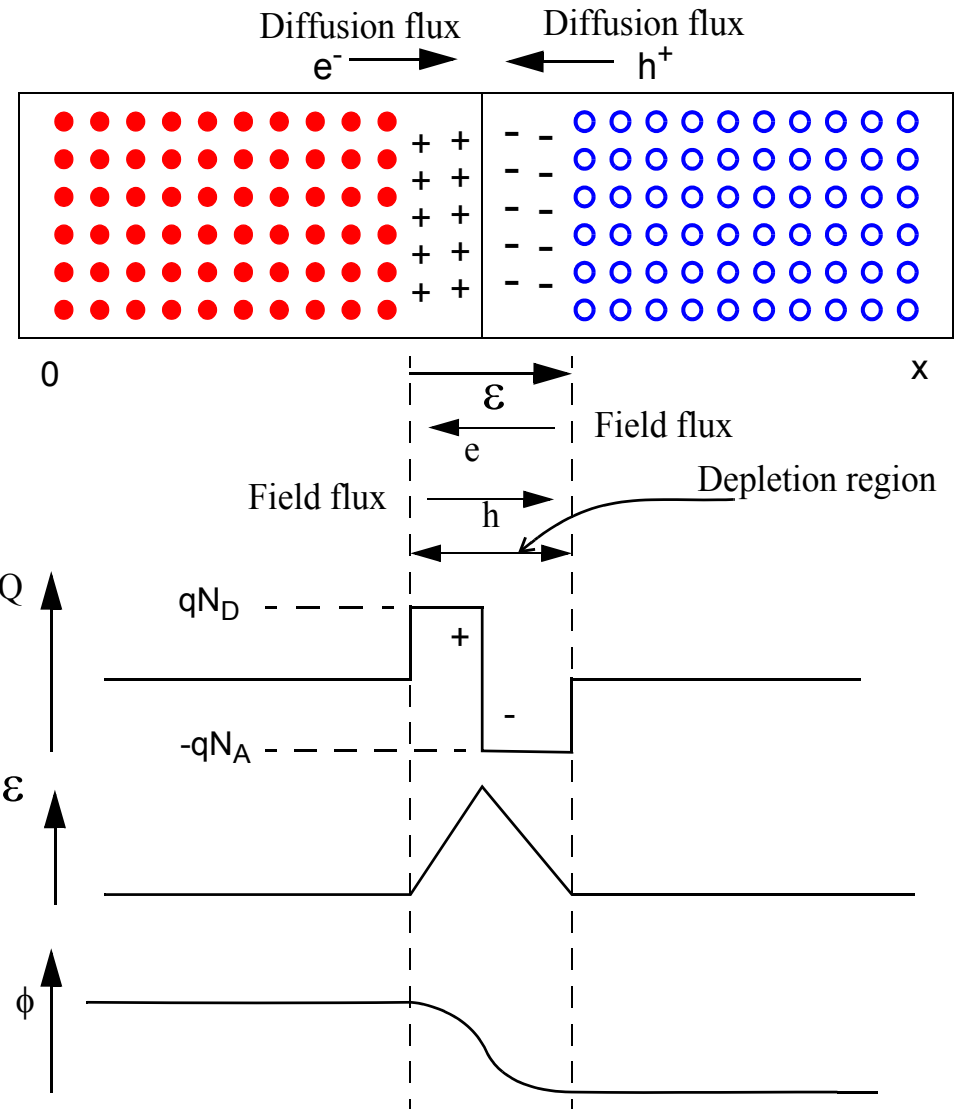 Diffusion flux Diffusion flux
e⁻ h⁺
+ + - -
+ + - -
+ + - -
+ + - -
+ + - -
0 x
ε
e
Field flux
Depletion region
Field flux
h
Q
qN_D
+
-
-qN_A
ε
ϕ